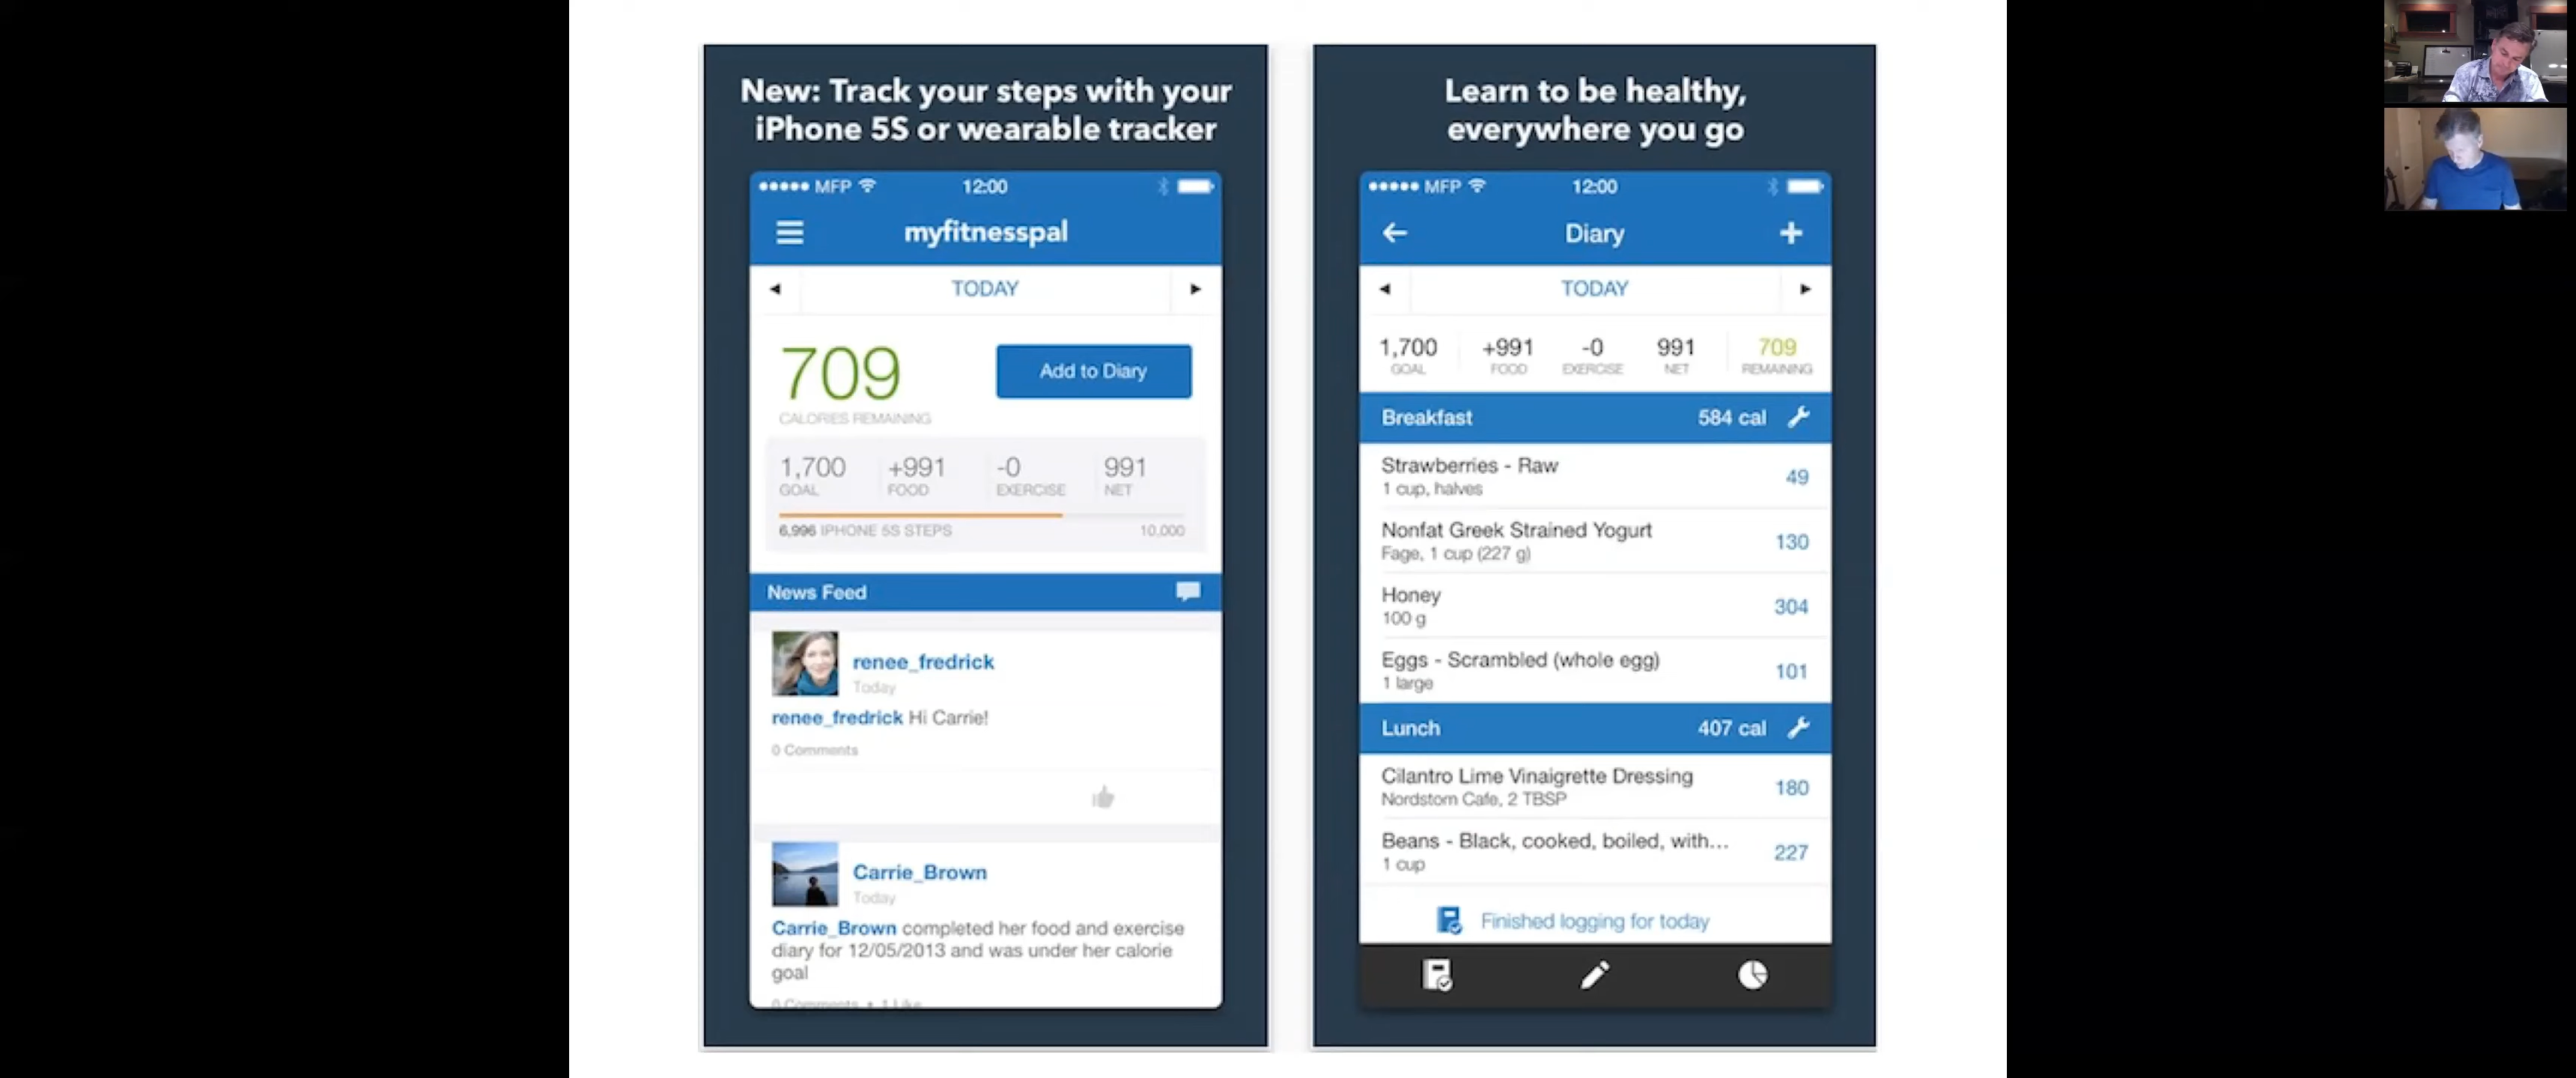 New: Track your steps with your
iPhone 5S or wearable tracker
MFP 12:00
myfitnesspal
TODAY
709
CALORIES REMAINING
Add to Diary
1,700 +991 -0 991
GOAL FOOD EXERCISE NET
6,996 IPHONE 5S STEPS 10,000
News Feed
renee_fredrick
Today
renee_fredrick Hi Carrie!
0 Comments
Carrie_Brown
Today
Carrie_Brown completed her food and exercise
diary for 12/05/2013 and was under her calorie
goal
0 Comments • 1 Like
Learn to be healthy,
everywhere you go
MFP 12:00
Diary
TODAY
1,700 +991 -0 991 709
GOAL FOOD EXERCISE NET REMAINING
Breakfast 584 cal
Strawberries - Raw 49
1 cup, halves
Nonfat Greek Strained Yogurt 130
Fage, 1 cup (227 g)
Honey 304
100 g
Eggs - Scrambled (whole egg) 101
1 large
Lunch 407 cal
Cilantro Lime Vinaigrette Dressing 180
Nordstom Cafe, 2 TBSP
Beans - Black, cooked, boiled, with... 227
1 cup
Finished logging for today